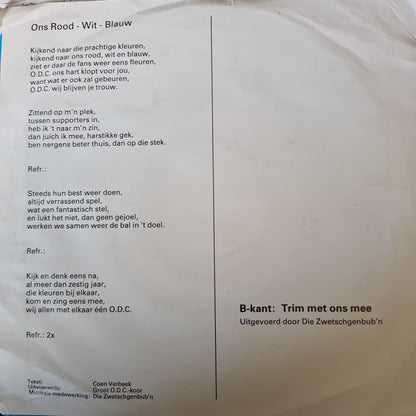 Ons Rood - Wit - Blauw
Kijkend naar die prachtige kleuren,
kijkend naar ons rood, wit en blauw,
ziet er daar de fans weer eens fleuren,
O.D.C. ons hart klopt voor jou,
want wat er ook zal gebeuren,
O.D.C. wij blijven je trouw.
Zittend op m'n plek,
tussen supporters in,
heb ik 't naar m'n zin,
dan juich ik mee, harstikke gek,
ben nergens beter thuis, dan op die stek.
Refr.:
Steeds hun best weer doen,
altijd verrassend spel,
wat een fantastisch stel,
en lukt het niet, dan geen gejoel,
werken we samen weer de bal in 't doel.
Refr.:
Kijk en denk eens na,
al meer dan zestig jaar,
die kleuren bij elkaar,
kom en zing eens mee,
wij allen met elkaar één O.D.C.
Refr.: 2x
Tekst: Coen Verbeek
Uitvoerende: Groot O.D.C.-koor
Muzikale medewerking: Die Zwetschgenbub'n
B-kant: Trim met ons mee
Uitgevoerd door Die Zwetschgenbub'n